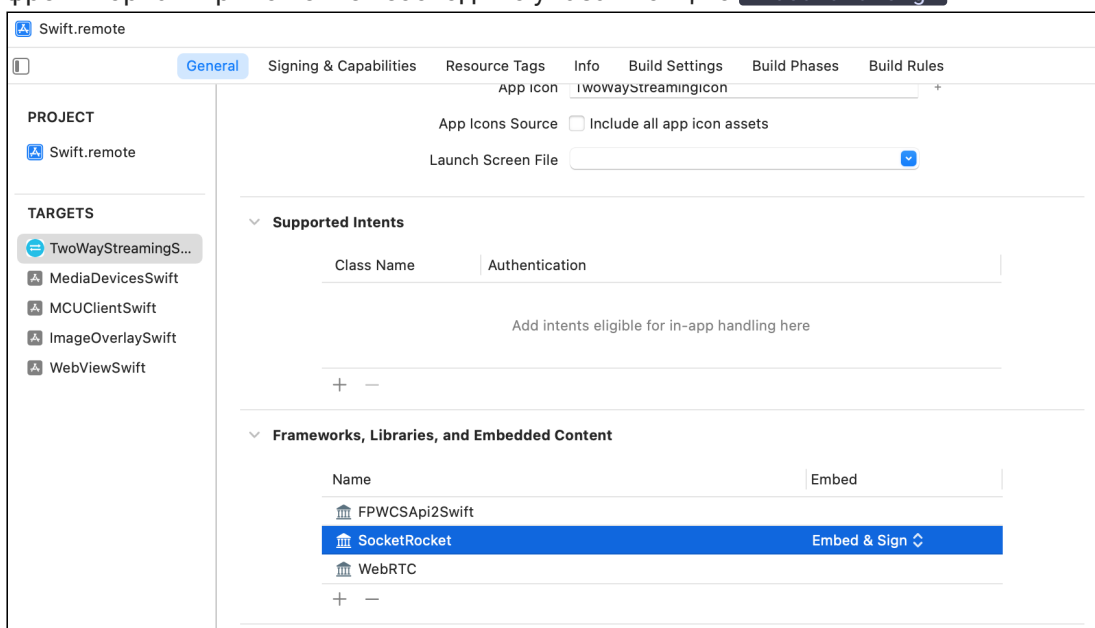 Swift.remote
General Signing & Capabilities Resource Tags Info Build Settings Build Phases Build Rules
App Icon TwoWayStreamingIcon +
PROJECT
App Icons Source Include all app icon assets
Swift.remote
Launch Screen File
TARGETS
Supported Intents
TwoWayStreamingS...
Class Name Authentication
MediaDevicesSwift
MCUClientSwift
Add intents eligible for in-app handling here
ImageOverlaySwift
WebViewSwift
+ —
Frameworks, Libraries, and Embedded Content
Name Embed
FPWCSApi2Swift
SocketRocket Embed & Sign
WebRTC
+ —